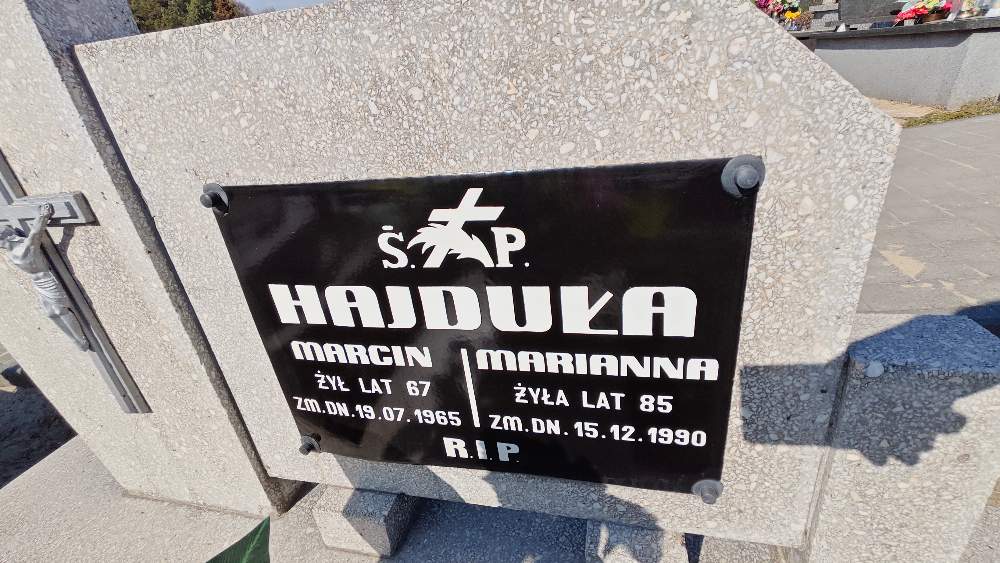 Ś. P.
HAJDUŁA
MARCIN
ŻYŁ LAT 67
ZM.DN.19.07.1965
MARIANNA
ŻYŁA LAT 85
ZM.DN.15.12.1990
R.I.P.